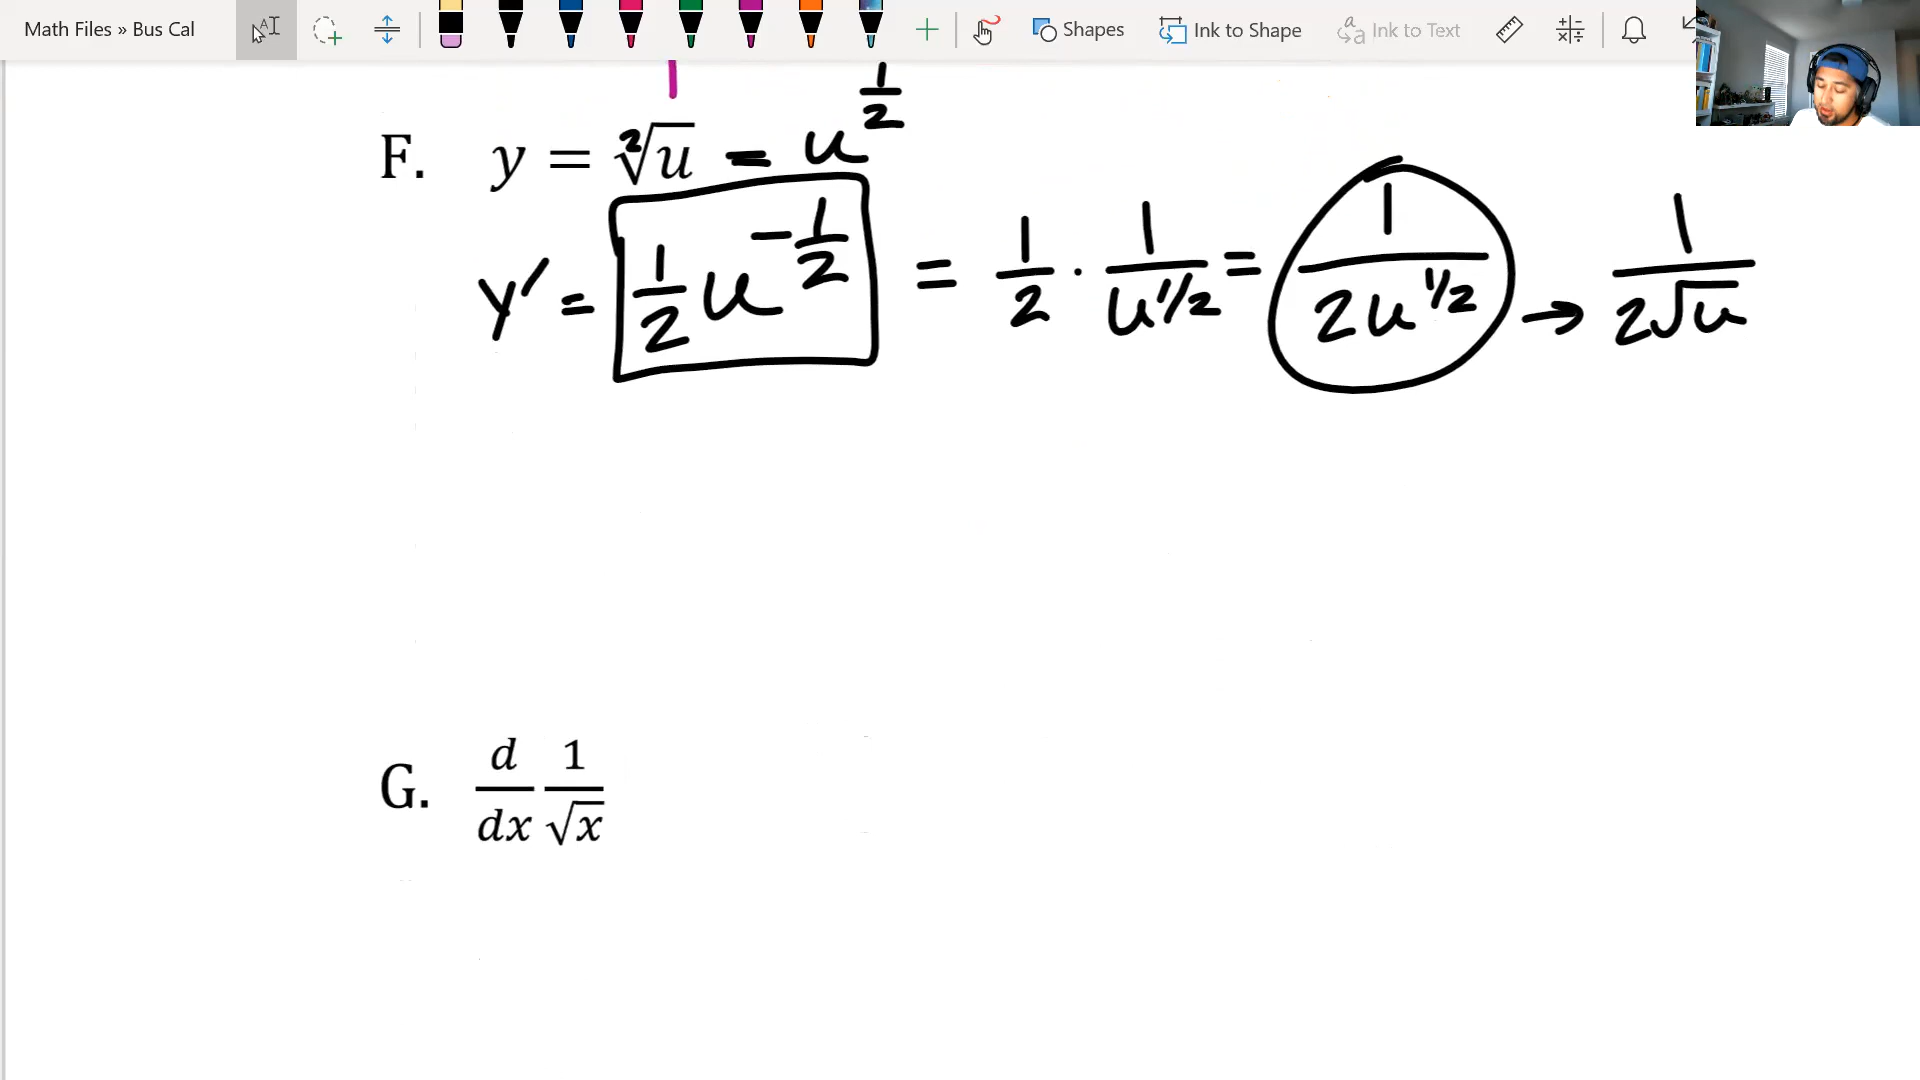 Math Files » Bus Cal Shapes Ink to Shape Ink to Text
F. y = ²√u = u^(1/2)
y' = 1/2 u^(-1/2) = 1/2 · 1/u^(1/2) = 1/(2u^(1/2)) → 1/(2√u)
G. d/dx 1/√x